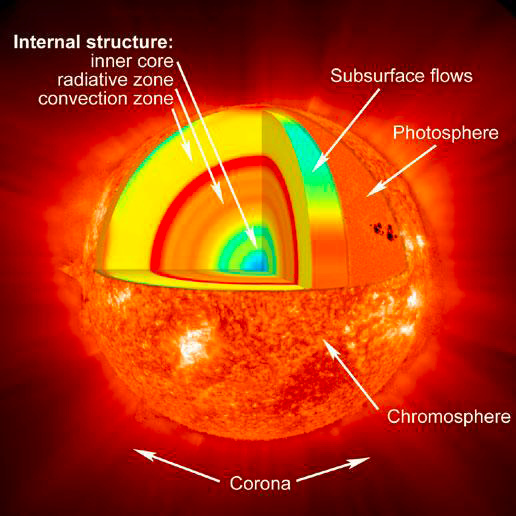 Internal structure:
inner core
radiative zone
convection zone
Subsurface flows
Photosphere
Chromosphere
Corona